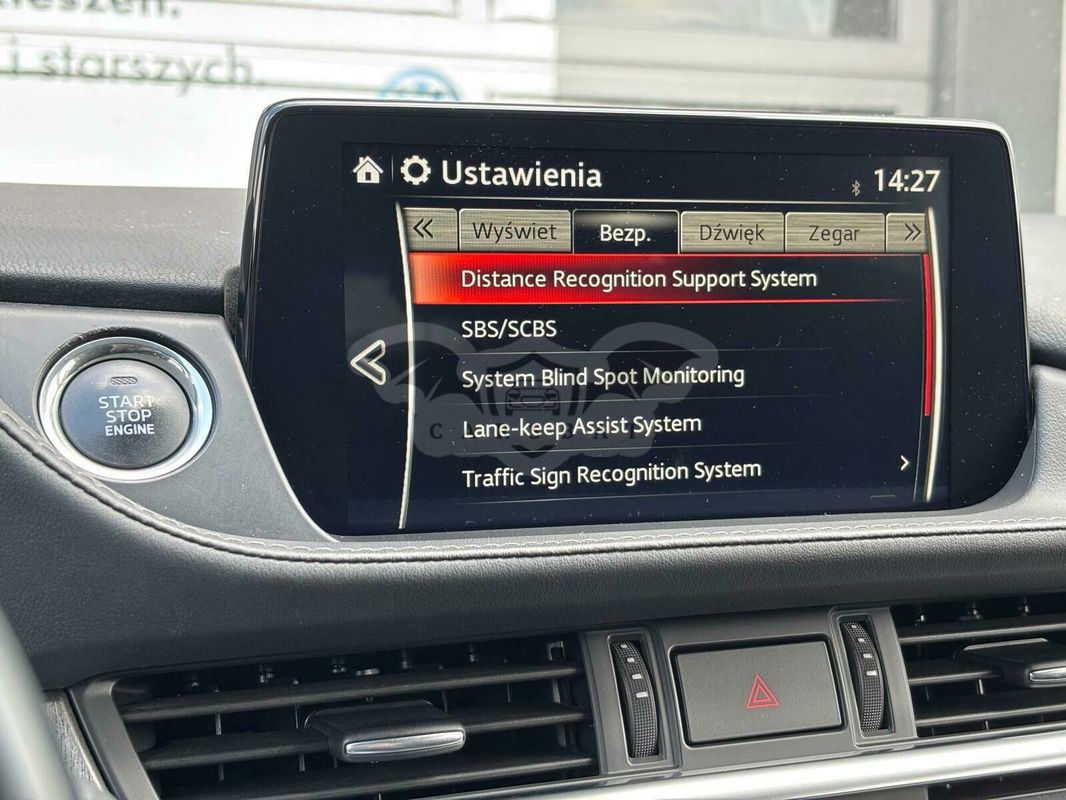 i starszych.
Ustawienia
14:27
Wyświet
Bezp.
Dźwięk
Zegar
Distance Recognition Support System
SBS/SCBS
System Blind Spot Monitoring
Lane-keep Assist System
Traffic Sign Recognition System
START
STOP
ENGINE